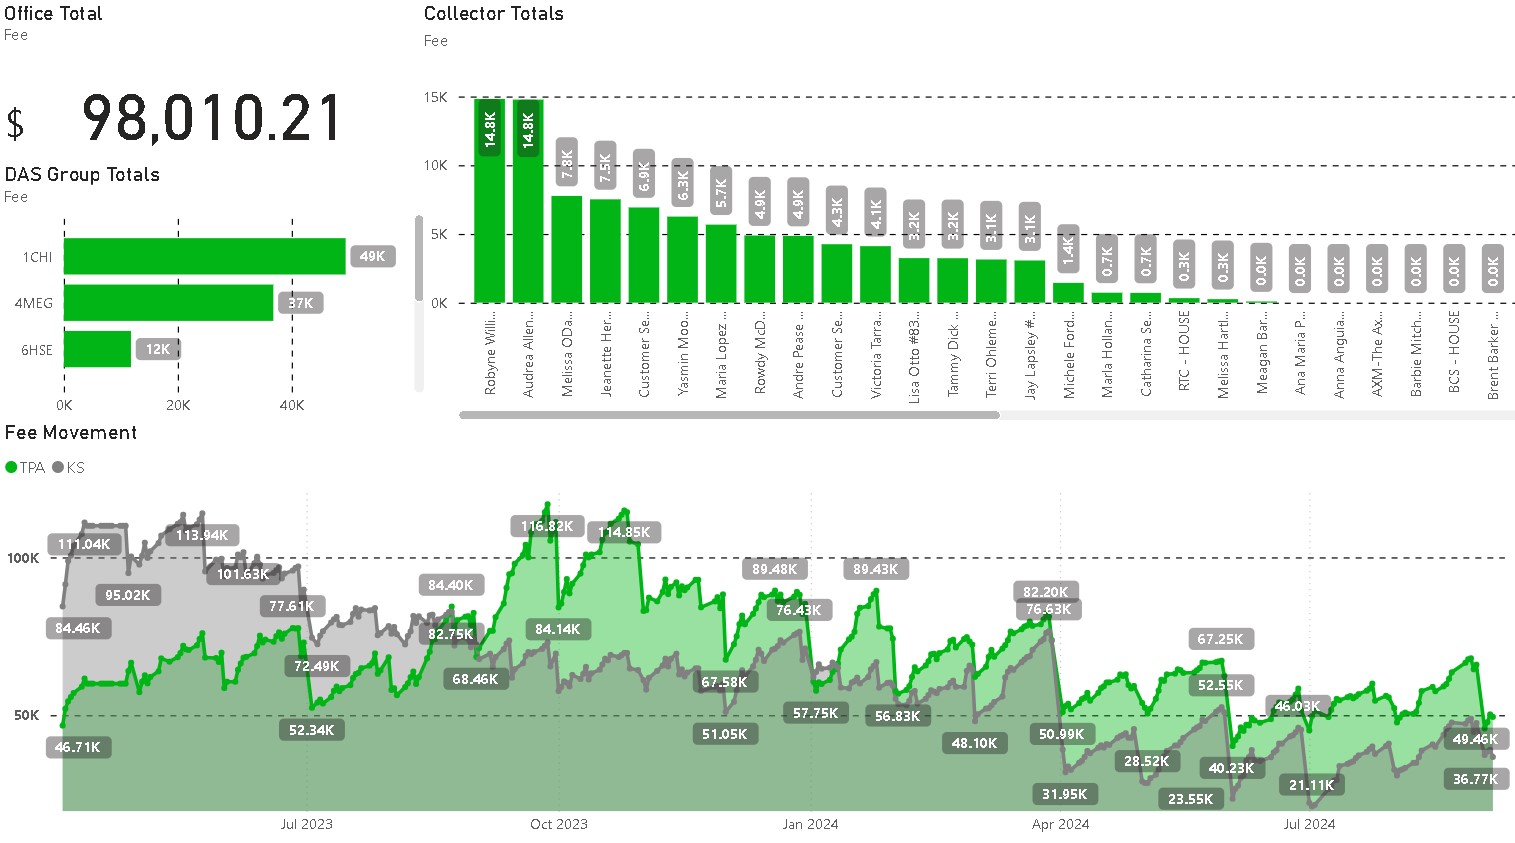 Office Total
Fee
$ 98,010.21
DAS Group Totals
Fee
1CHI 49K
4MEG 37K
6HSE 12K
0K 20K 40K
Collector Totals
Fee
15K
10K
5K
0K
14.8K 14.8K 7.8K 7.5K 6.9K 6.3K 5.7K 4.9K 4.9K 4.3K 4.1K 3.2K 3.2K 3.1K 3.1K 1.4K 0.7K 0.7K 0.3K 0.3K 0.0K 0.0K 0.0K 0.0K 0.0K 0.0K 0.0K
Robyne Willi...
Audrea Allen...
Melissa ODa...
Jeanette Her...
Customer Se...
Yasmin Moo...
Maria Lopez ...
Rowdy McD...
Andre Pease ...
Customer Se...
Victoria Tarra...
Lisa Otto #83...
Tammy Dick ...
Terri Ohleme...
Jay Lapsley #...
Michele Ford...
Marla Hollan...
Catharina Se...
RTC - HOUSE
Melissa Hartl...
Meagan Bar...
Ana Maria P...
Anna Anguia...
AXM-The Ax...
Barbie Mitch...
BCS - HOUSE
Brent Barker ...
Fee Movement
TPA KS
100K
50K
111.04K
84.46K
46.71K
95.02K
113.94K
101.63K
77.61K
72.49K
52.34K
84.40K
82.75K
68.46K
116.82K
84.14K
114.85K
67.58K
51.05K
89.48K
76.43K
57.75K
89.43K
56.83K
48.10K
82.20K
76.63K
50.99K
31.95K
28.52K
23.55K
67.25K
52.55K
40.23K
46.03K
21.11K
49.46K
36.77K
Jul 2023 Oct 2023 Jan 2024 Apr 2024 Jul 2024